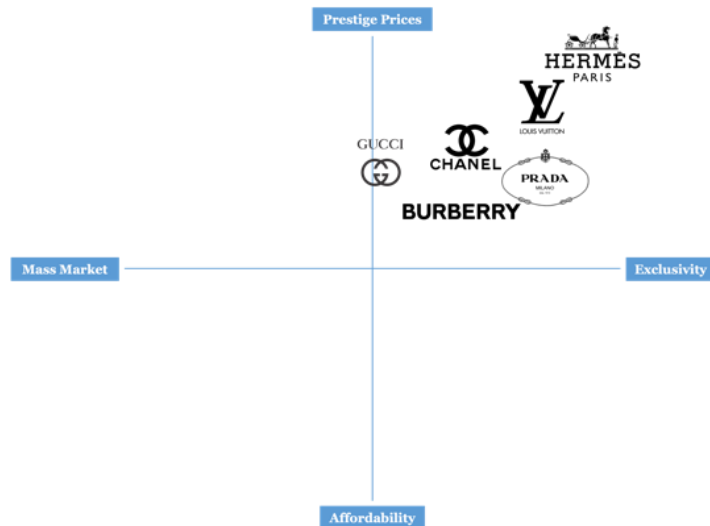 Prestige Prices
HERMÈS
PARIS
LOUIS VUITTON
GUCCI
CHANEL
PRADA
MILANO
BURBERRY
Mass Market
Exclusivity
Affordability